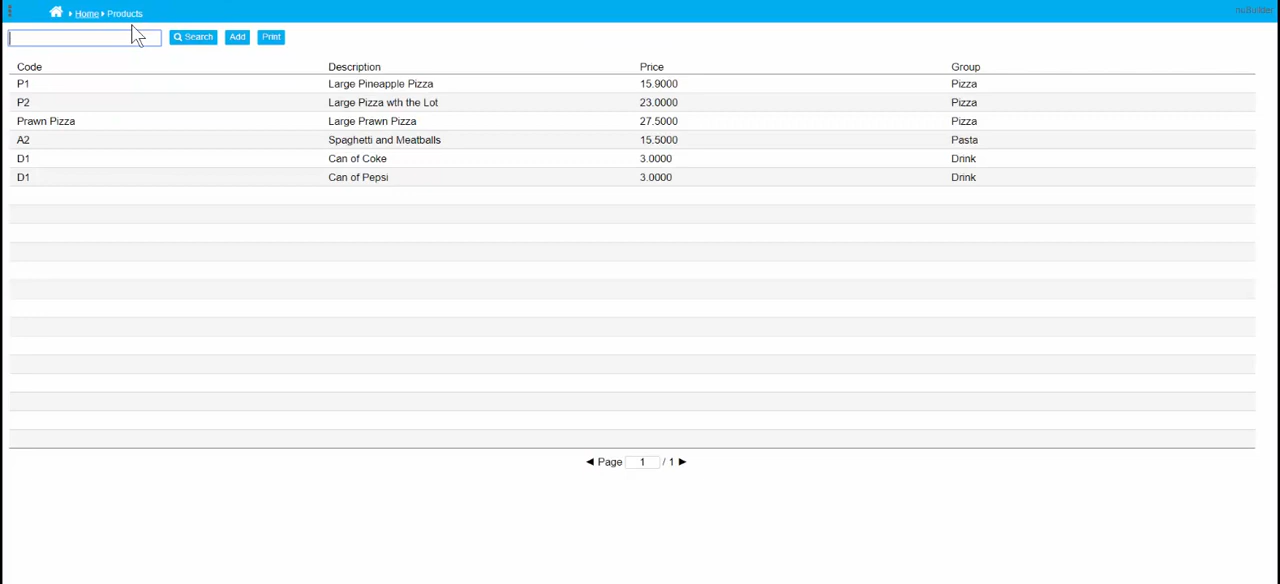 Home Products nuBuilder
Search Add Print
Code Description Price Group
P1 Large Pineapple Pizza 15.9000 Pizza
P2 Large Pizza wth the Lot 23.0000 Pizza
Prawn Pizza Large Prawn Pizza 27.5000 Pizza
A2 Spaghetti and Meatballs 15.5000 Pasta
D1 Can of Coke 3.0000 Drink
D1 Can of Pepsi 3.0000 Drink
Page 1 / 1